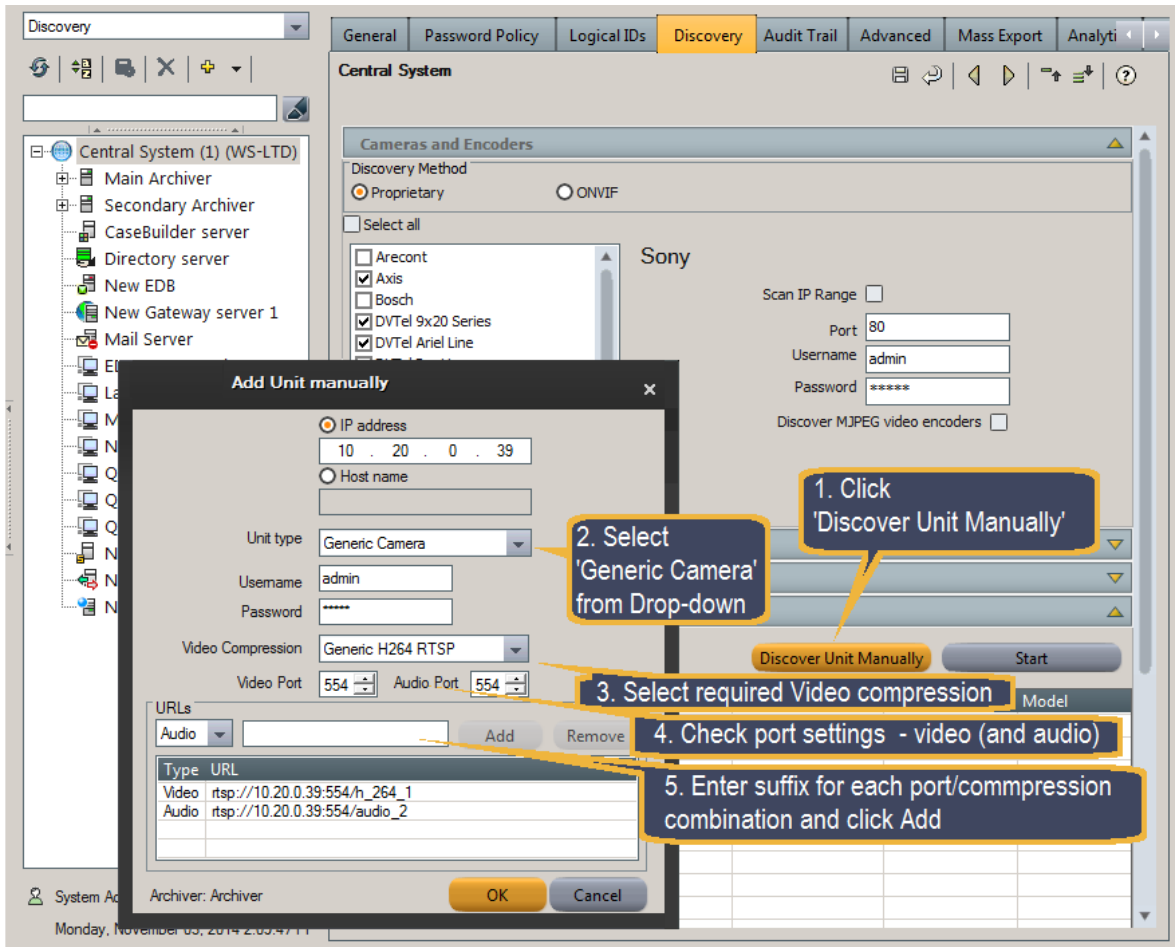 Discovery
General Password Policy Logical IDs Discovery Audit Trail Advanced Mass Export Analyti
Central System
Central System (1) (WS-LTD)
Main Archiver
Secondary Archiver
CaseBuilder server
Directory server
New EDB
New Gateway server 1
Mail Server
Cameras and Encoders
Discovery Method
Proprietary ONVIF
Select all
Arecont
Axis
Bosch
DVTel 9x20 Series
DVTel Ariel Line
Sony
Scan IP Range
Port 80
Username admin
Password *****
Discover MJPEG video encoders
Add Unit manually
IP address
10 . 20 . 0 . 39
Host name
Unit type Generic Camera
Username admin
Password *****
Video Compression Generic H264 RTSP
Video Port 554 Audio Port 554
URLs
Audio Add Remove
Type URL
Video rtsp://10.20.0.39:554/h_264_1
Audio rtsp://10.20.0.39:554/audio_2
Archiver: Archiver OK Cancel
1. Click
'Discover Unit Manually'
2. Select
'Generic Camera'
from Drop-down
Discover Unit Manually Start
3. Select required Video compression
Model
4. Check port settings - video (and audio)
5. Enter suffix for each port/commpression
combination and click Add
System Ad
Monday, November 03, 2014